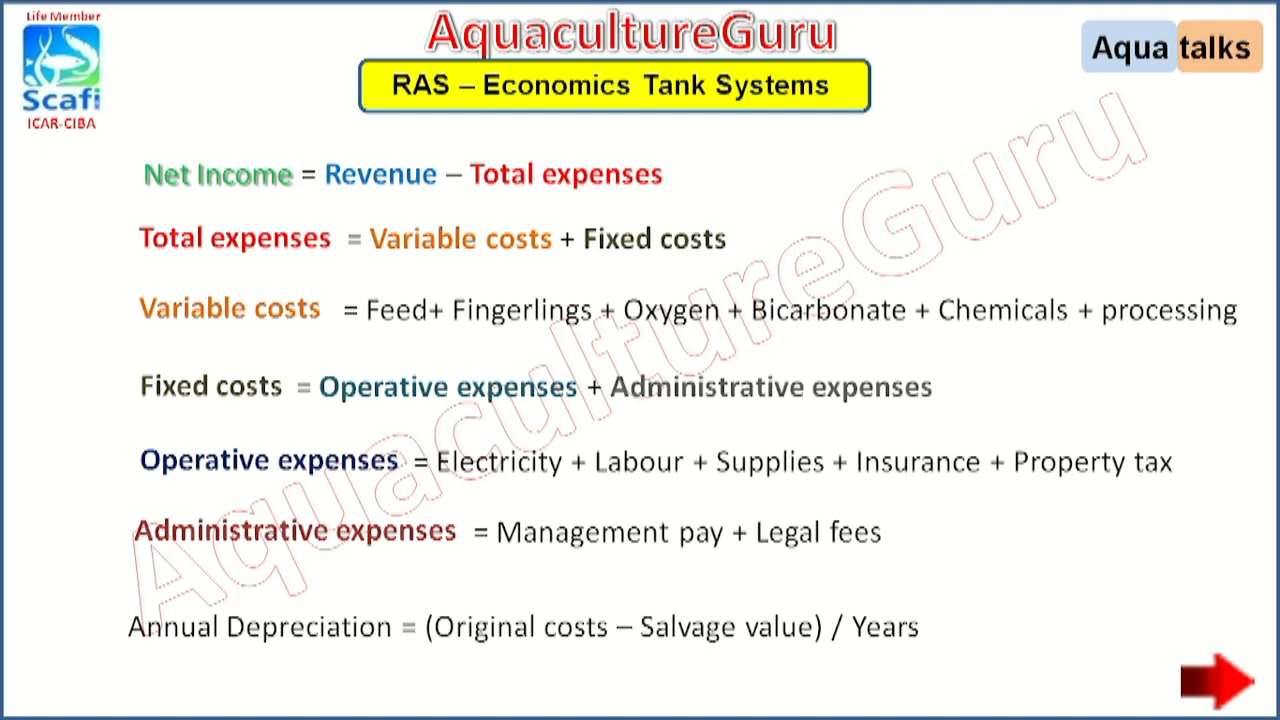 Life Member
AquacultureGuru
Aqua talks
RAS – Economics Tank Systems
Scafi
ICAR-CIBA
Net Income = Revenue – Total expenses
Total expenses = Variable costs + Fixed costs
Variable costs = Feed+ Fingerlings + Oxygen + Bicarbonate + Chemicals + processing
Fixed costs = Operative expenses + Administrative expenses
Operative expenses = Electricity + Labour + Supplies + Insurance + Property tax
Administrative expenses = Management pay + Legal fees
Annual Depreciation = (Original costs – Salvage value) / Years
AquacultureGuru